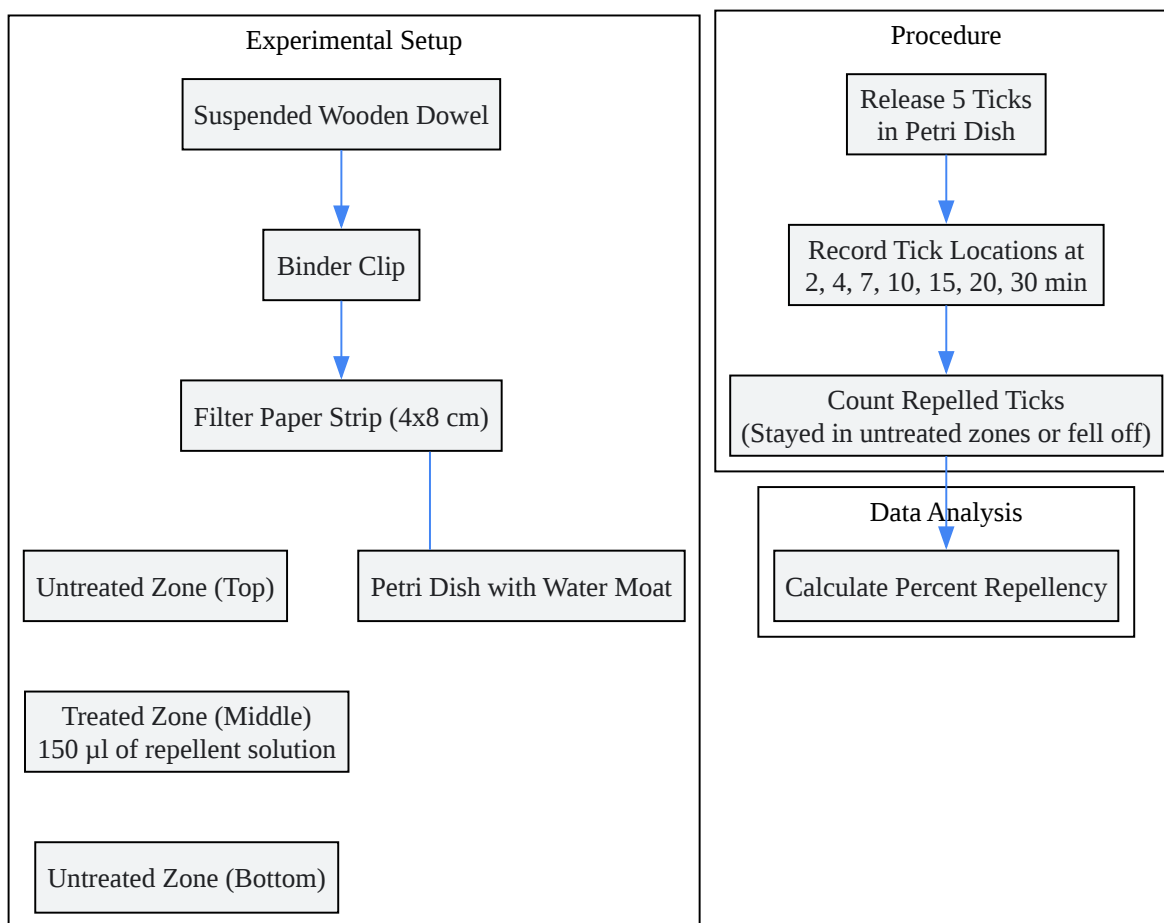 Experimental Setup
Suspended Wooden Dowel
Binder Clip
Filter Paper Strip (4x8 cm)
Untreated Zone (Top)
Petri Dish with Water Moat
Treated Zone (Middle)
150 µl of repellent solution
Untreated Zone (Bottom)
Procedure
Release 5 Ticks
in Petri Dish
Record Tick Locations at
2, 4, 7, 10, 15, 20, 30 min
Count Repelled Ticks
(Stayed in untreated zones or fell off)
Data Analysis
Calculate Percent Repellency